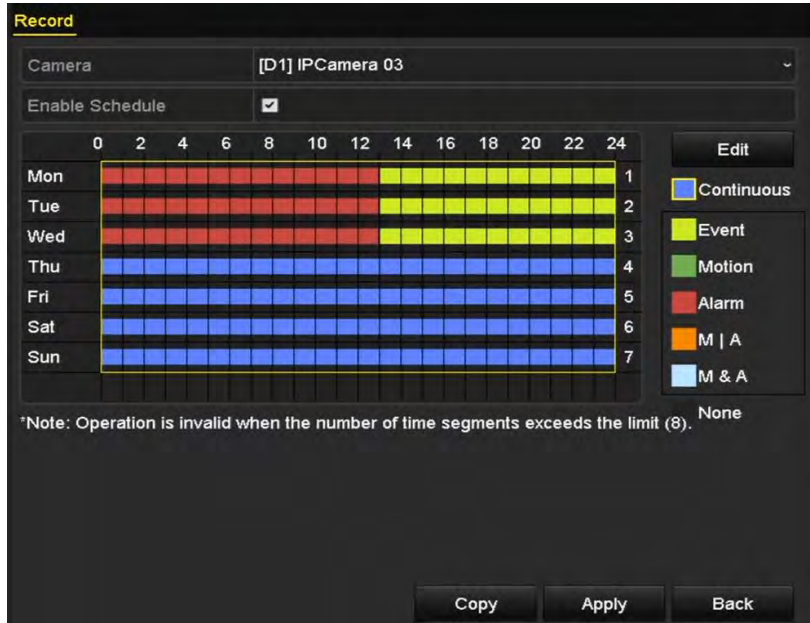 Record
Camera [D1] IPCamera 03
Enable Schedule
0 2 4 6 8 10 12 14 16 18 20 22 24
Edit
Mon 1
Continuous
Tue 2
Event
Wed 3
Thu 4
Motion
Fri 5
Alarm
Sat 6
M | A
Sun 7
M & A
None
*Note: Operation is invalid when the number of time segments exceeds the limit (8).
Copy Apply Back